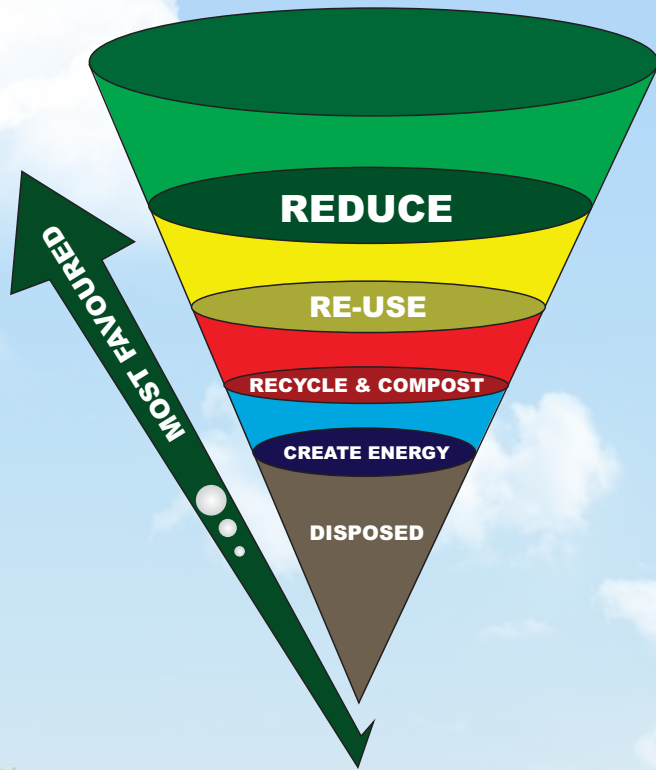 REDUCE
RE-USE
RECYCLE & COMPOST
CREATE ENERGY
DISPOSED
MOST FAVOURED